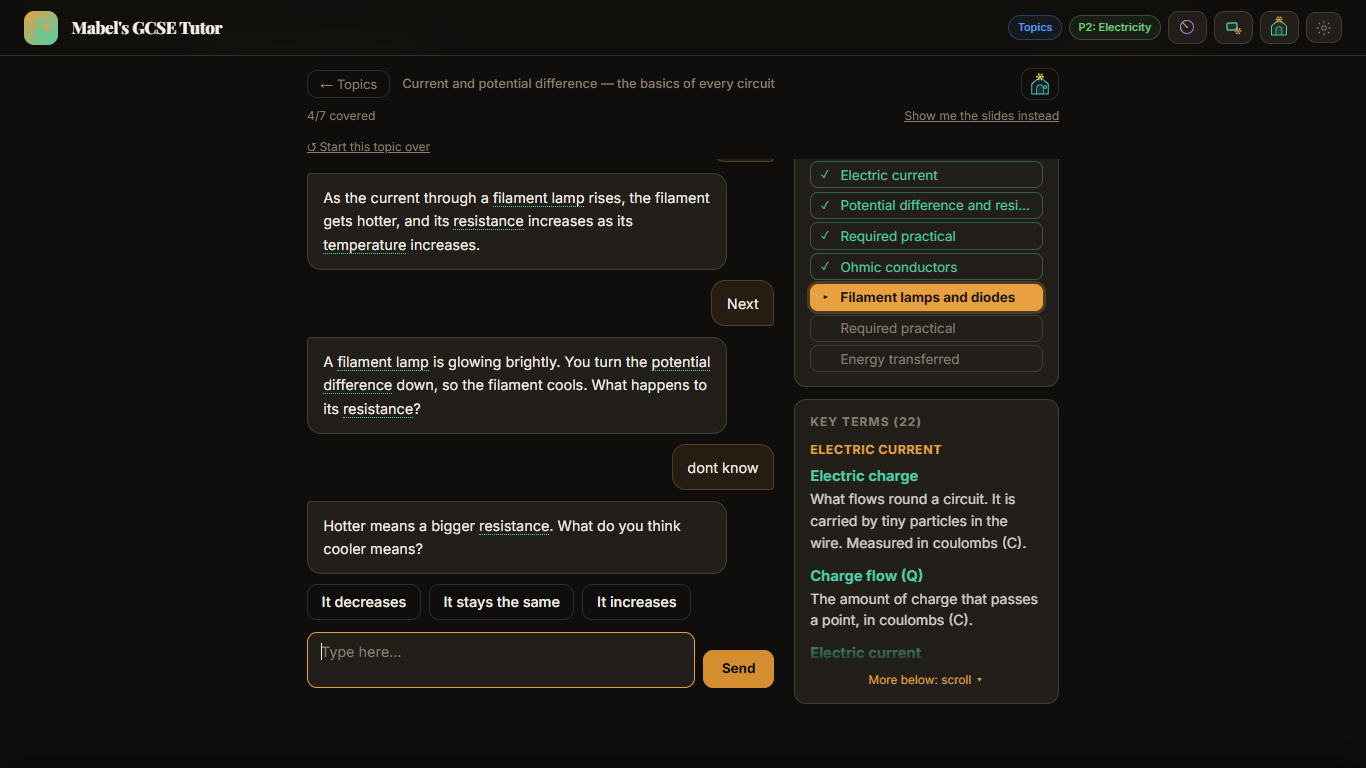 Mabel's GCSE Tutor
Topics
P2: Electricity
← Topics
Current and potential difference — the basics of every circuit
4/7 covered
Show me the slides instead
↺ Start this topic over
As the current through a filament lamp rises, the filament
gets hotter, and its resistance increases as its
temperature increases.
Next
A filament lamp is glowing brightly. You turn the potential
difference down, so the filament cools. What happens to
its resistance?
dont know
Hotter means a bigger resistance. What do you think
cooler means?
It decreases
It stays the same
It increases
Type here...
Send
✓ Electric current
✓ Potential difference and resi...
✓ Required practical
✓ Ohmic conductors
▸ Filament lamps and diodes
Required practical
Energy transferred
KEY TERMS (22)
ELECTRIC CURRENT
Electric charge
What flows round a circuit. It is
carried by tiny particles in the
wire. Measured in coulombs (C).
Charge flow (Q)
The amount of charge that passes
a point, in coulombs (C).
Electric current
More below: scroll ▾